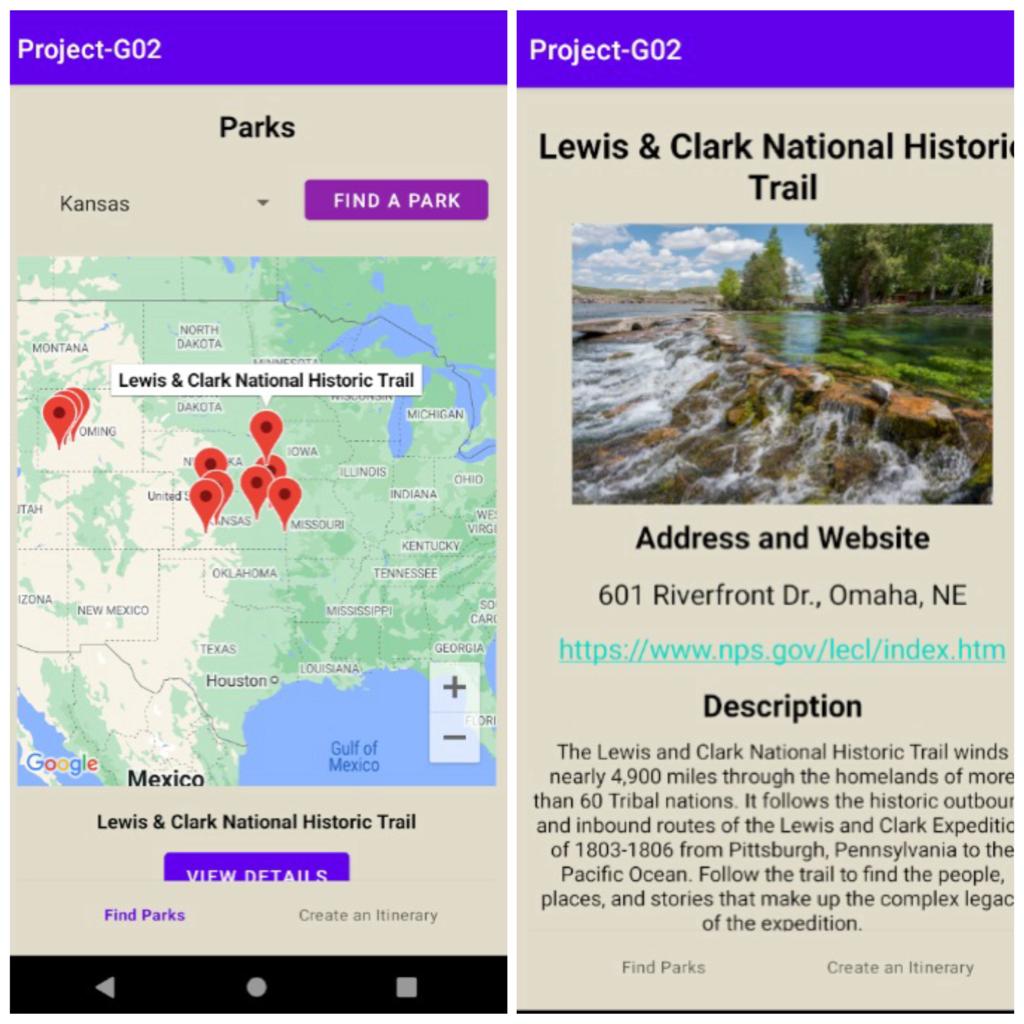 Project-G02
Parks
Kansas
FIND A PARK
NORTH
DAKOTA
MONTANA
Lewis & Clark National Historic Trail
DAKOTA
MICHIGAN
OMING
IOWA
ILLINOIS
OHIO
INDIANA
United S
NSAS
MISSOURI
WE
VIRGI
UTAH
KENTUCKY
OKLAHOMA
TENNESSEE
IZONA
NEW MEXICO
MISSISSIPPI
SO
CARO
TEXAS
GEORGIA
LOUISIANA
Houston
+
FLORI
−
Gulf of
Mexico
Google
Mexico
Lewis & Clark National Historic Trail
VIEW DETAILS
Find Parks
Create an Itinerary
Project-G02
Lewis & Clark National Historic
Trail
Address and Website
601 Riverfront Dr., Omaha, NE
https://www.nps.gov/lecl/index.htm
Description
The Lewis and Clark National Historic Trail winds
nearly 4,900 miles through the homelands of more
than 60 Tribal nations. It follows the historic outbour
and inbound routes of the Lewis and Clark Expeditio
of 1803-1806 from Pittsburgh, Pennsylvania to the
Pacific Ocean. Follow the trail to find the people,
places, and stories that make up the complex legac
of the expedition.
Find Parks
Create an Itinerary